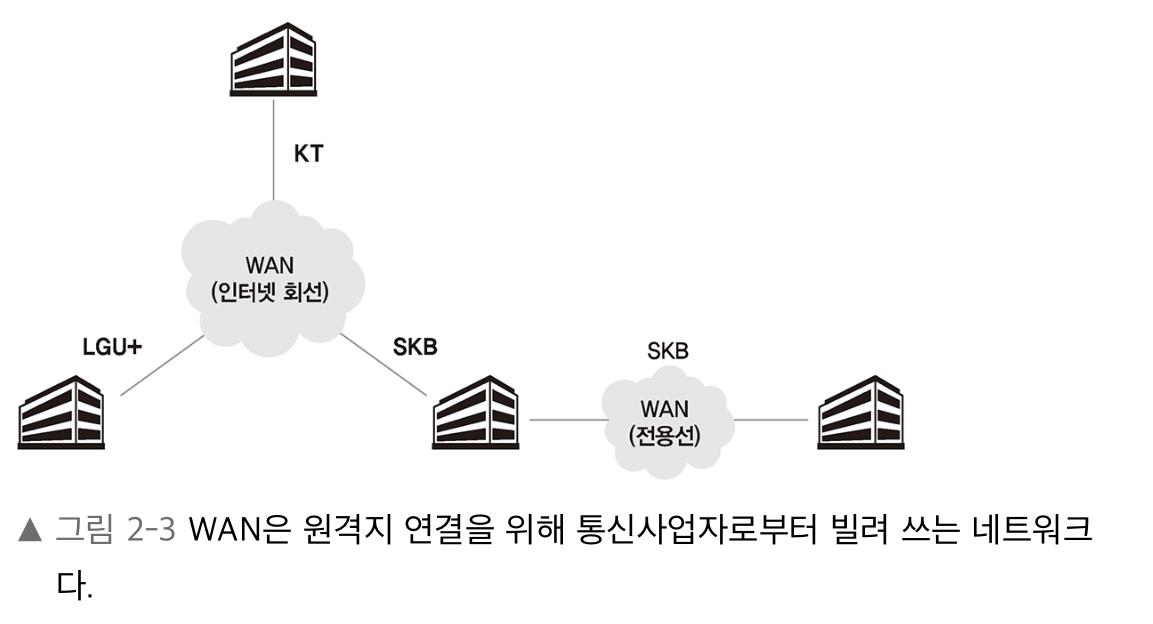 KT
WAN
(인터넷 회선)
LGU+
SKB
SKB
WAN
(전용선)
▲ 그림 2-3 WAN은 원격지 연결을 위해 통신사업자로부터 빌려 쓰는 네트워크
다.